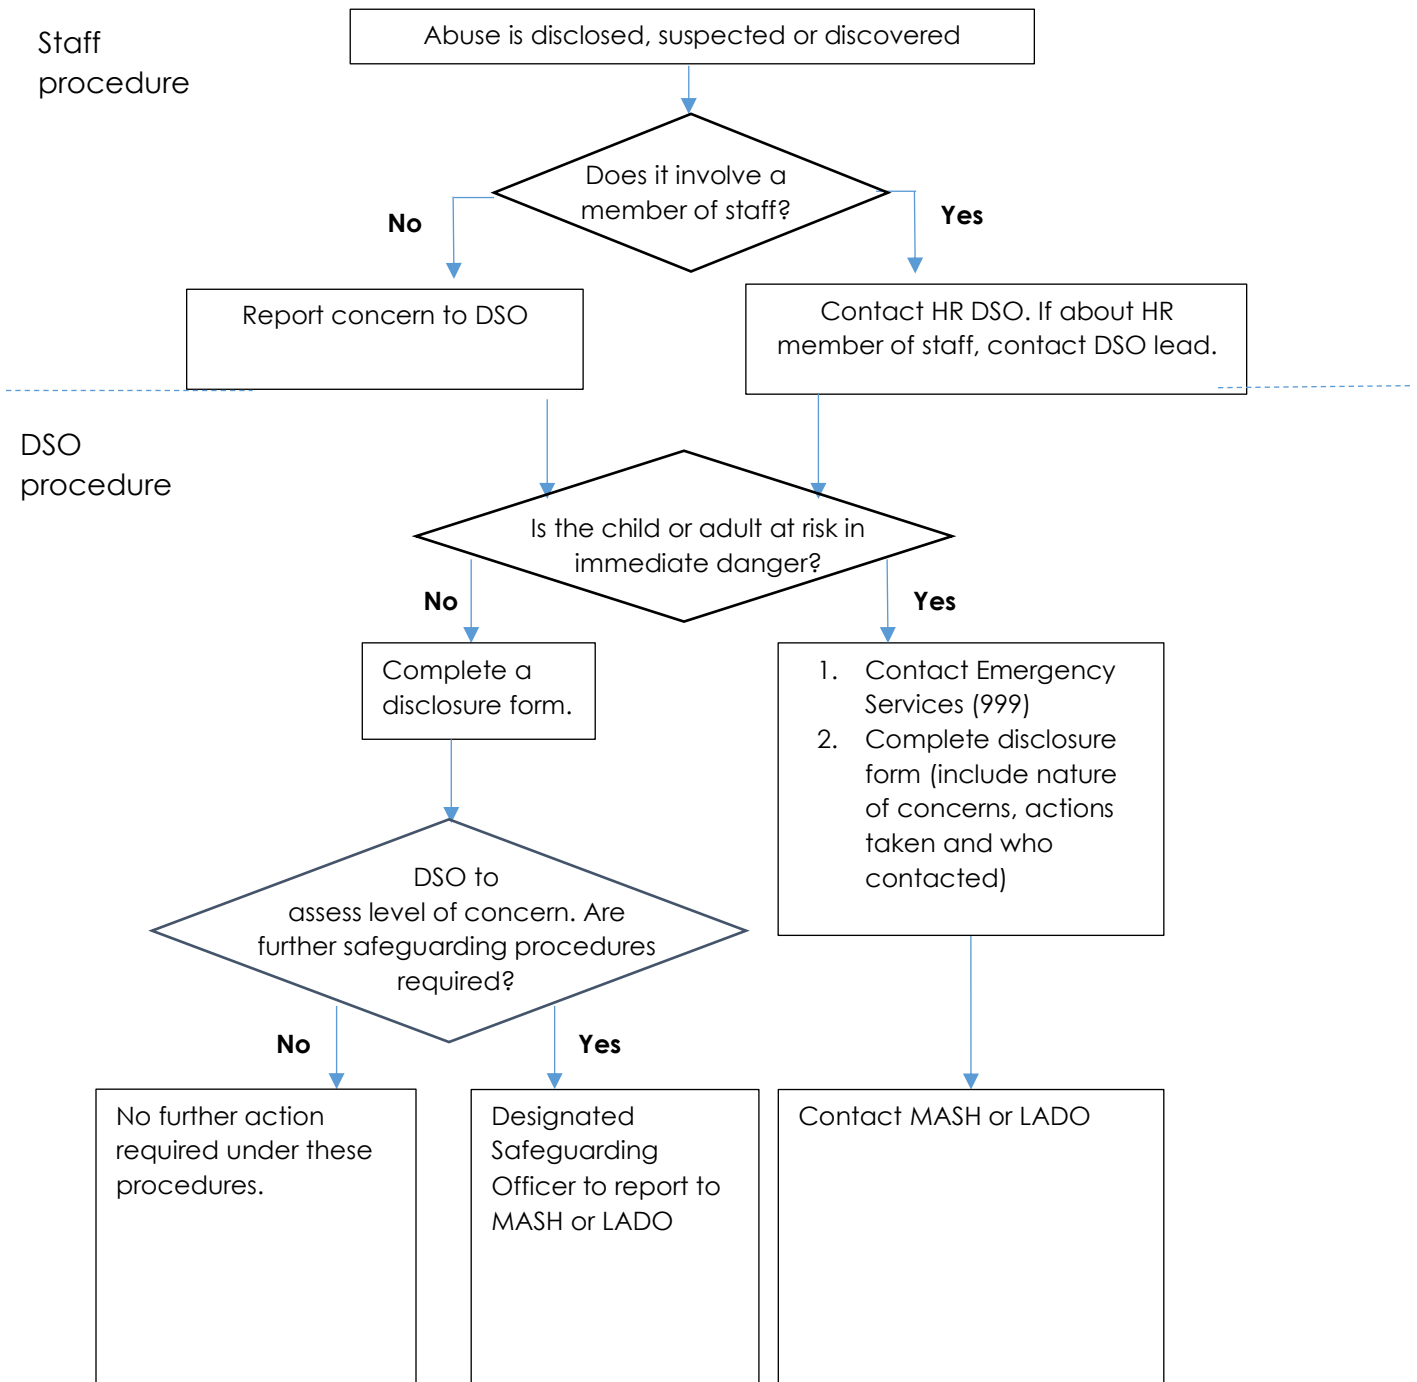 Staff
procedure
Abuse is disclosed, suspected or discovered
Does it involve a
member of staff?
No
Yes
Report concern to DSO
Contact HR DSO. If about HR
member of staff, contact DSO lead.
DSO
procedure
Is the child or adult at risk in
immediate danger?
No
Yes
Complete a
disclosure form.
1. Contact Emergency
Services (999)
2. Complete disclosure
form (include nature
of concerns, actions
taken and who
contacted)
DSO to
assess level of concern. Are
further safeguarding procedures
required?
No
Yes
No further action
required under these
procedures.
Designated
Safeguarding
Officer to report to
MASH or LADO
Contact MASH or LADO